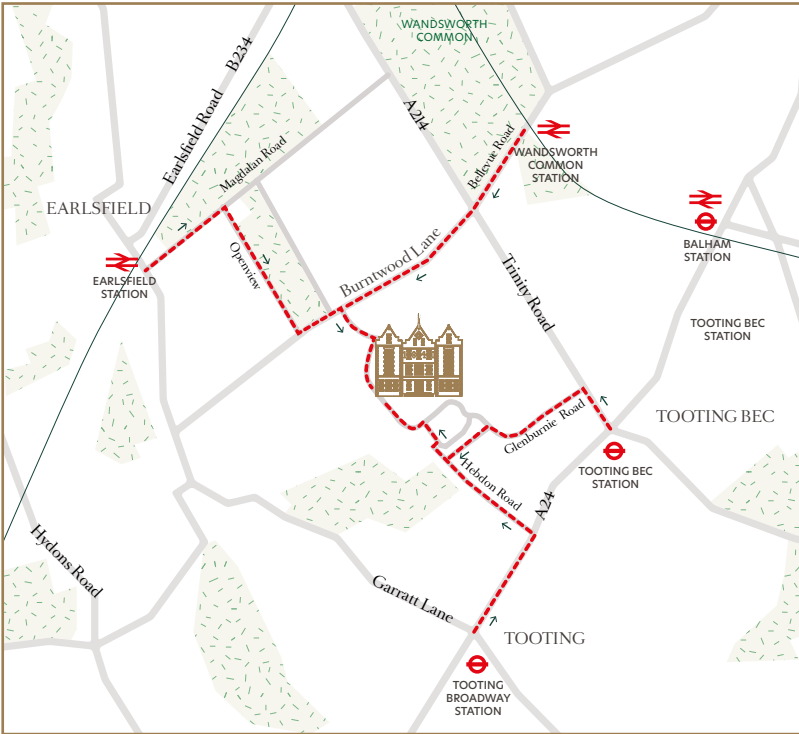 WANDSWORTH
COMMON
B234
A214
Earlsfield Road
Magdalan Road
Bellevue Road
WANDSWORTH
COMMON
STATION
EARLSFIELD
Openview
Burntwood Lane
BALHAM
STATION
EARLSFIELD
STATION
Trinity Road
TOOTING BEC
STATION
TOOTING BEC
Glenburnie Road
TOOTING BEC
STATION
Hebdon Road
A24
Hydons Road
Garratt Lane
TOOTING
TOOTING
BROADWAY
STATION